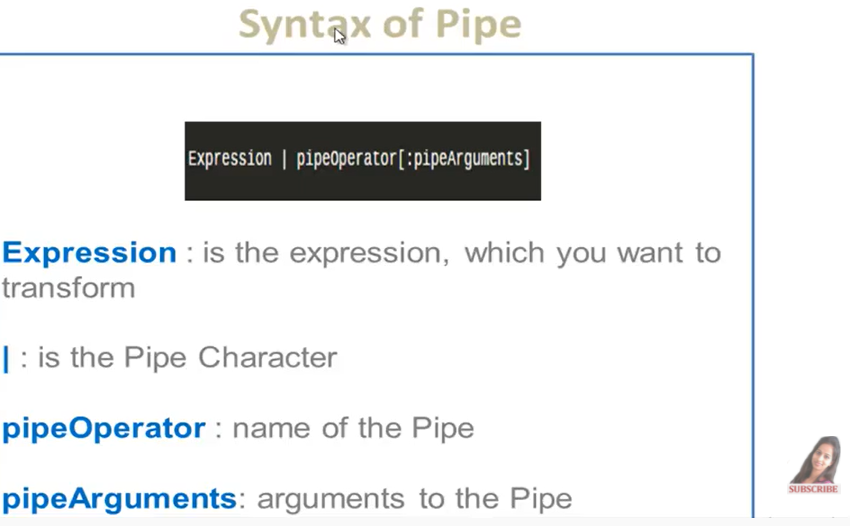 Syntax of Pipe
Expression | pipeOperator[:pipeArguments]
Expression : is the expression, which you want to
transform
| : is the Pipe Character
pipeOperator : name of the Pipe
pipeArguments: arguments to the Pipe
SUBSCRIBE